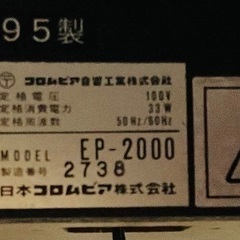 95製
コロムビア音響工業株式会社
定格電圧 100V
定格消費電力 33W
定格周波数 50Hz/60Hz
MODEL EP-2000
製造番号 2738
日本コロムビア株式会社